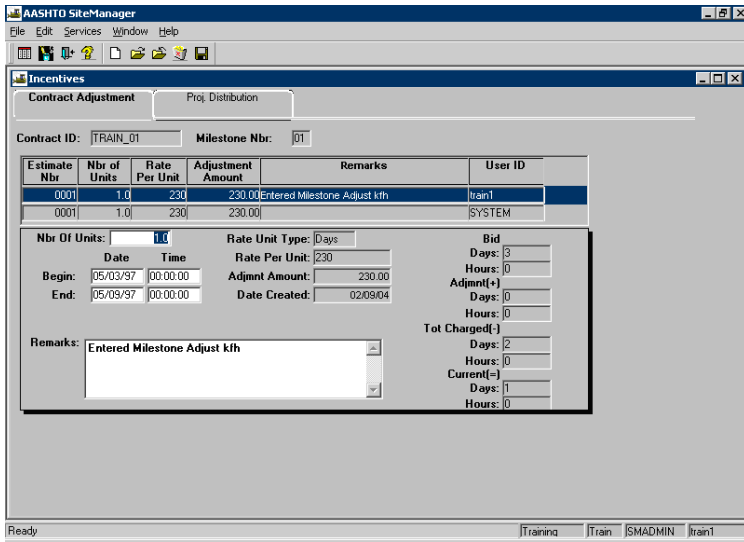 AASHTO SiteManager
File Edit Services Window Help
Incentives
Contract Adjustment Proj. Distribution
Contract ID: TRAIN_01 Milestone Nbr: 01
Estimate Nbr Nbr of Units Rate Per Unit Adjustment Amount Remarks User ID
0001 1.0 230 230.00 Entered Milestone Adjust kfh train1
0001 1.0 230 230.00 SYSTEM
Nbr Of Units: 1.0 Rate Unit Type: Days Bid
Date Time Rate Per Unit: 230 Days: 3
Begin: 05/03/97 00:00:00 Adjmnt Amount: 230.00 Hours: 0
End: 05/09/97 00:00:00 Date Created: 02/09/04 Adjmnt(+)
Days: 0
Hours: 0
Tot Charged(-)
Remarks: Entered Milestone Adjust kfh Days: 2
Hours: 0
Current(=)
Days: 1
Hours: 0
Ready Training Train SMADMIN train1